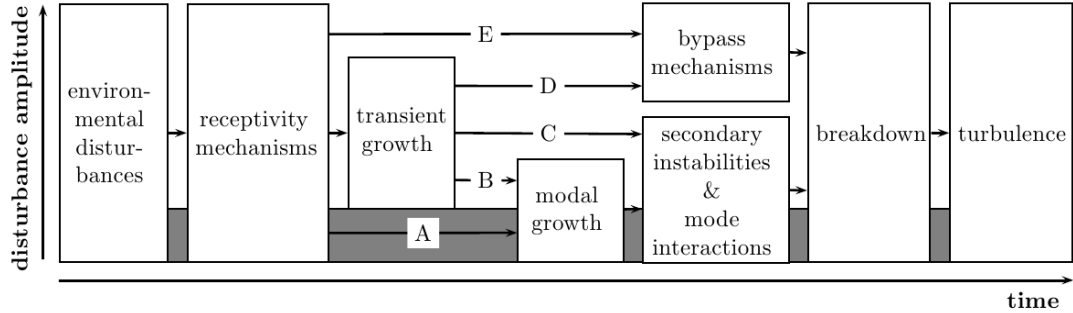 disturbance amplitude
environ-
mental
distur-
bances
receptivity
mechanisms
transient
growth
E
D
C
B
A
modal
growth
bypass
mechanisms
secondary
instabilities
&
mode
interactions
breakdown
turbulence
time